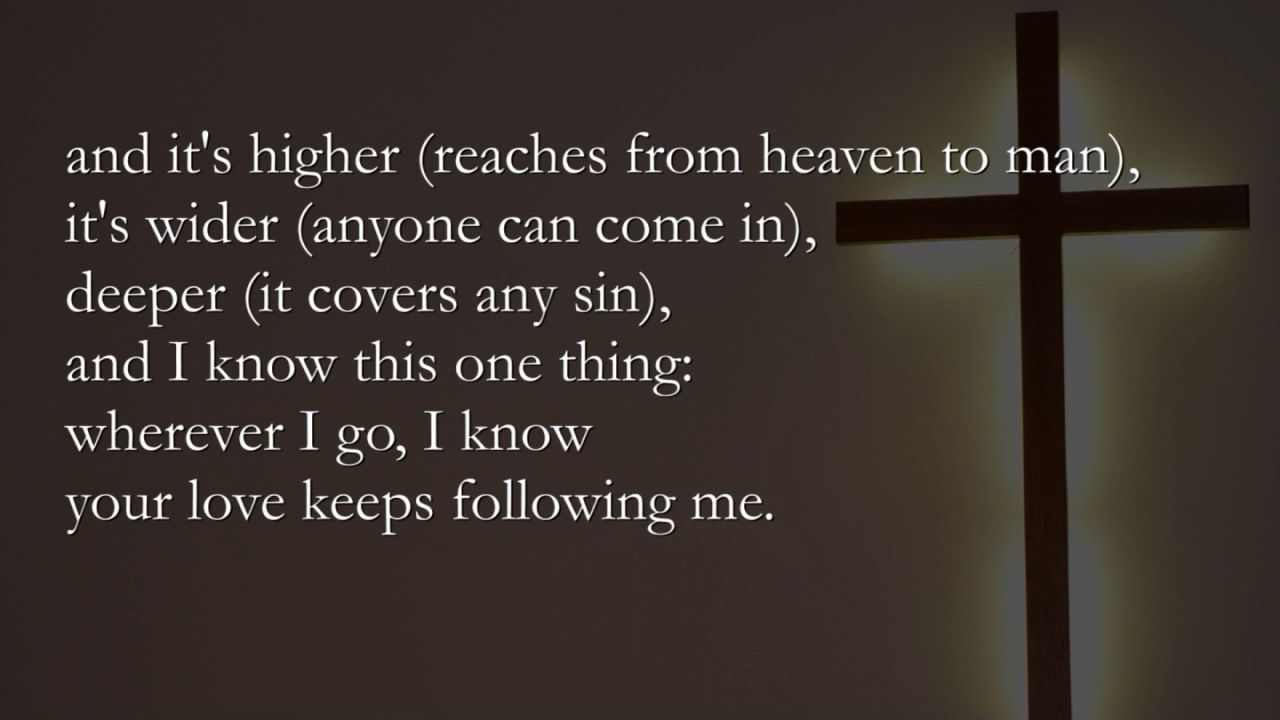 and it's higher (reaches from heaven to man),
it's wider (anyone can come in),
deeper (it covers any sin),
and I know this one thing:
wherever I go, I know
your love keeps following me.